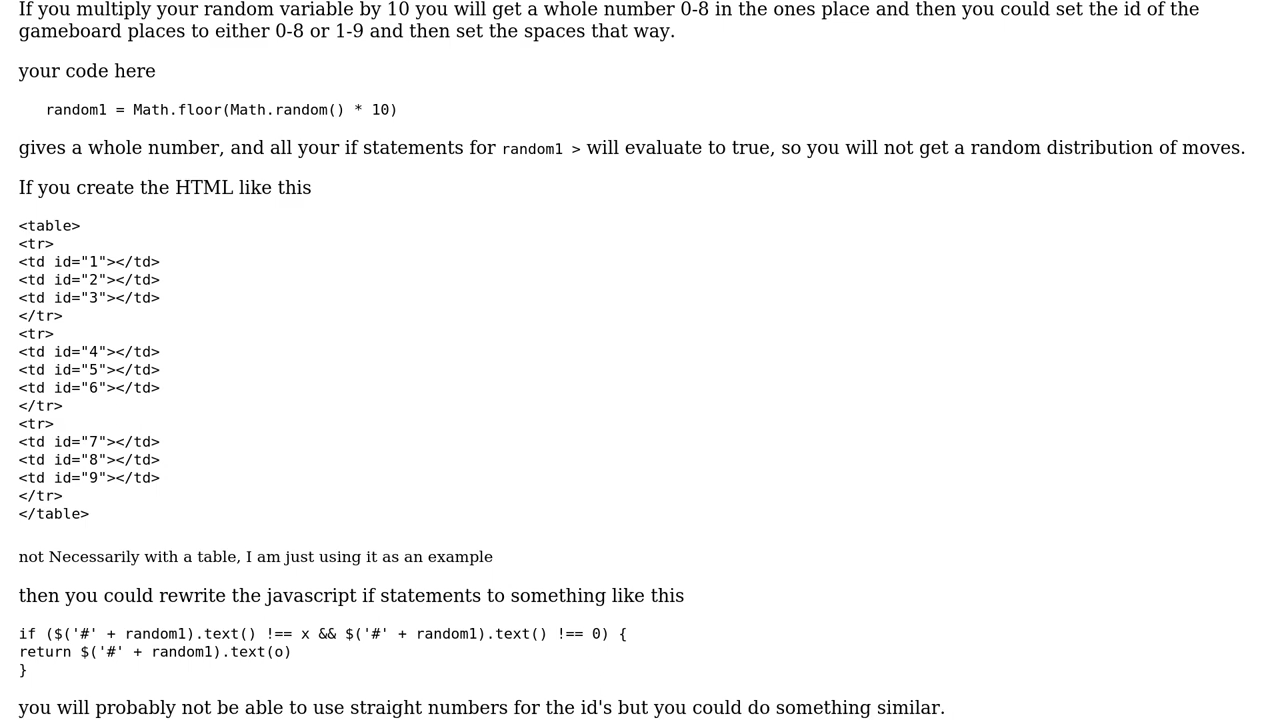 If you multiply your random variable by 10 you will get a whole number 0-8 in the ones place and then you could set the id of the
gameboard places to either 0-8 or 1-9 and then set the spaces that way.
your code here
random1 = Math.floor(Math.random() * 10)
gives a whole number, and all your if statements for random1 > will evaluate to true, so you will not get a random distribution of moves.
If you create the HTML like this
<table>
<tr>
<td id="1"></td>
<td id="2"></td>
<td id="3"></td>
</tr>
<tr>
<td id="4"></td>
<td id="5"></td>
<td id="6"></td>
</tr>
<tr>
<td id="7"></td>
<td id="8"></td>
<td id="9"></td>
</tr>
</table>
not Necessarily with a table, I am just using it as an example
then you could rewrite the javascript if statements to something like this
if ($('#' + random1).text() !== x && $('#' + random1).text() !== 0) {
return $('#' + random1).text(o)
}
you will probably not be able to use straight numbers for the id's but you could do something similar.